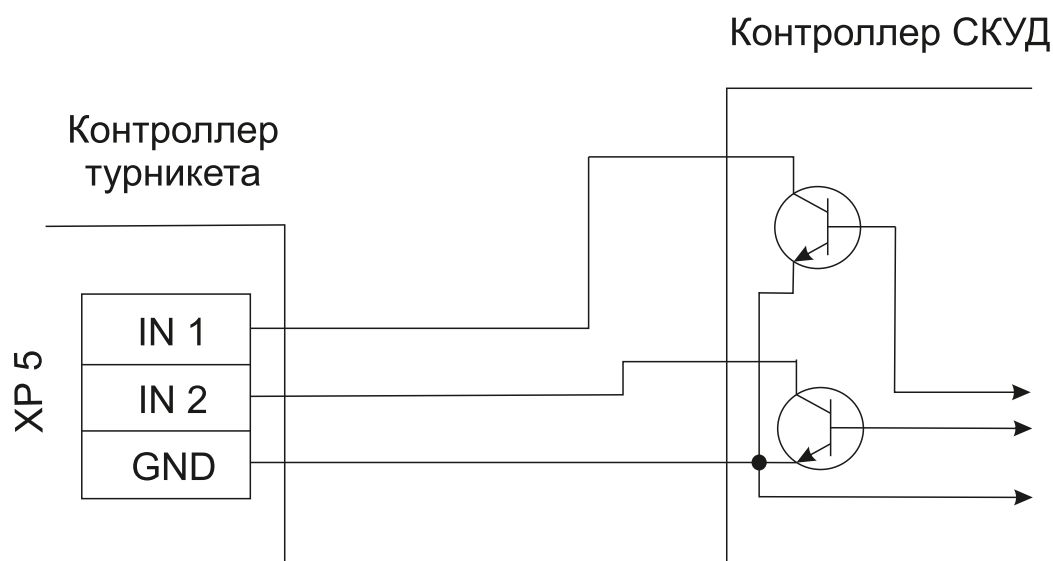 Контроллер СКУД
Контроллер
турникета
XP 5
IN 1
IN 2
GND